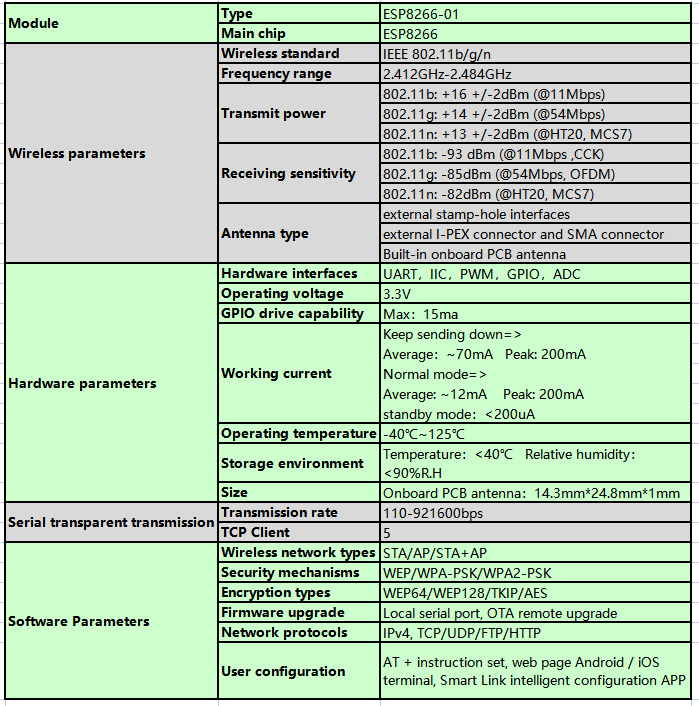 Module
Type
ESP8266-01
Main chip
ESP8266
Wireless parameters
Wireless standard
IEEE 802.11b/g/n
Frequency range
2.412GHz-2.484GHz
Transmit power
802.11b: +16 +/-2dBm (@11Mbps)
802.11g: +14 +/-2dBm (@54Mbps)
802.11n: +13 +/-2dBm (@HT20, MCS7)
Receiving sensitivity
802.11b: -93 dBm (@11Mbps ,CCK)
802.11g: -85dBm (@54Mbps, OFDM)
802.11n: -82dBm (@HT20, MCS7)
Antenna type
external stamp-hole interfaces
external I-PEX connector and SMA connector
Built-in onboard PCB antenna
Hardware parameters
Hardware interfaces
UART，IIC，PWM，GPIO，ADC
Operating voltage
3.3V
GPIO drive capability
Max：15ma
Working current
Keep sending down=>
Average：~70mA Peak: 200mA
Normal mode=>
Average: ~12mA Peak: 200mA
standby mode：<200uA
Operating temperature
-40℃~125℃
Storage environment
Temperature：<40℃ Relative humidity：
<90%R.H
Size
Onboard PCB antenna：14.3mm*24.8mm*1mm
Serial transparent transmission
Transmission rate
110-921600bps
TCP Client
5
Software Parameters
Wireless network types
STA/AP/STA+AP
Security mechanisms
WEP/WPA-PSK/WPA2-PSK
Encryption types
WEP64/WEP128/TKIP/AES
Firmware upgrade
Local serial port, OTA remote upgrade
Network protocols
IPv4, TCP/UDP/FTP/HTTP
User configuration
AT + instruction set, web page Android / iOS
terminal, Smart Link intelligent configuration APP